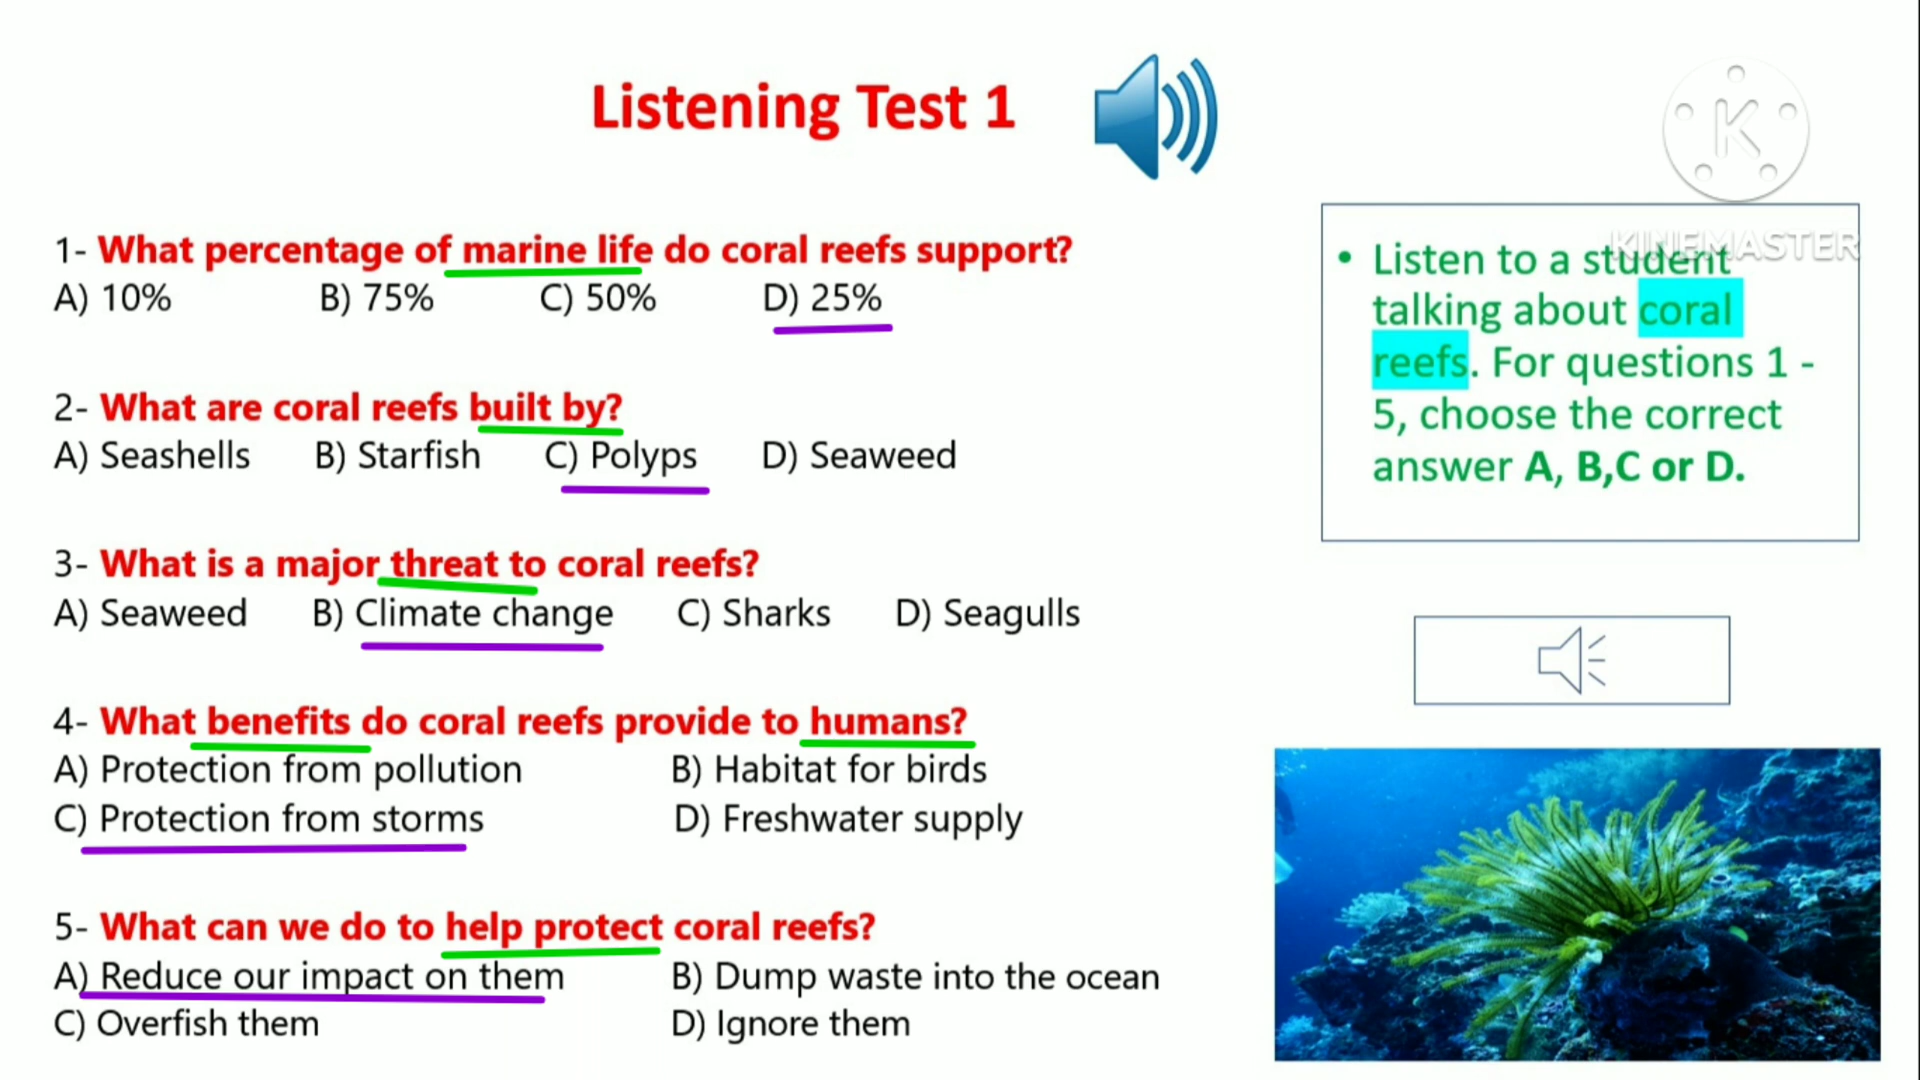 Listening Test 1
1- What percentage of marine life do coral reefs support?
A) 10% B) 75% C) 50% D) 25%
2- What are coral reefs built by?
A) Seashells B) Starfish C) Polyps D) Seaweed
3- What is a major threat to coral reefs?
A) Seaweed B) Climate change C) Sharks D) Seagulls
4- What benefits do coral reefs provide to humans?
A) Protection from pollution B) Habitat for birds
C) Protection from storms D) Freshwater supply
5- What can we do to help protect coral reefs?
A) Reduce our impact on them B) Dump waste into the ocean
C) Overfish them D) Ignore them
K
KINEMASTER
• Listen to a student
talking about coral
reefs. For questions 1 -
5, choose the correct
answer A, B,C or D.